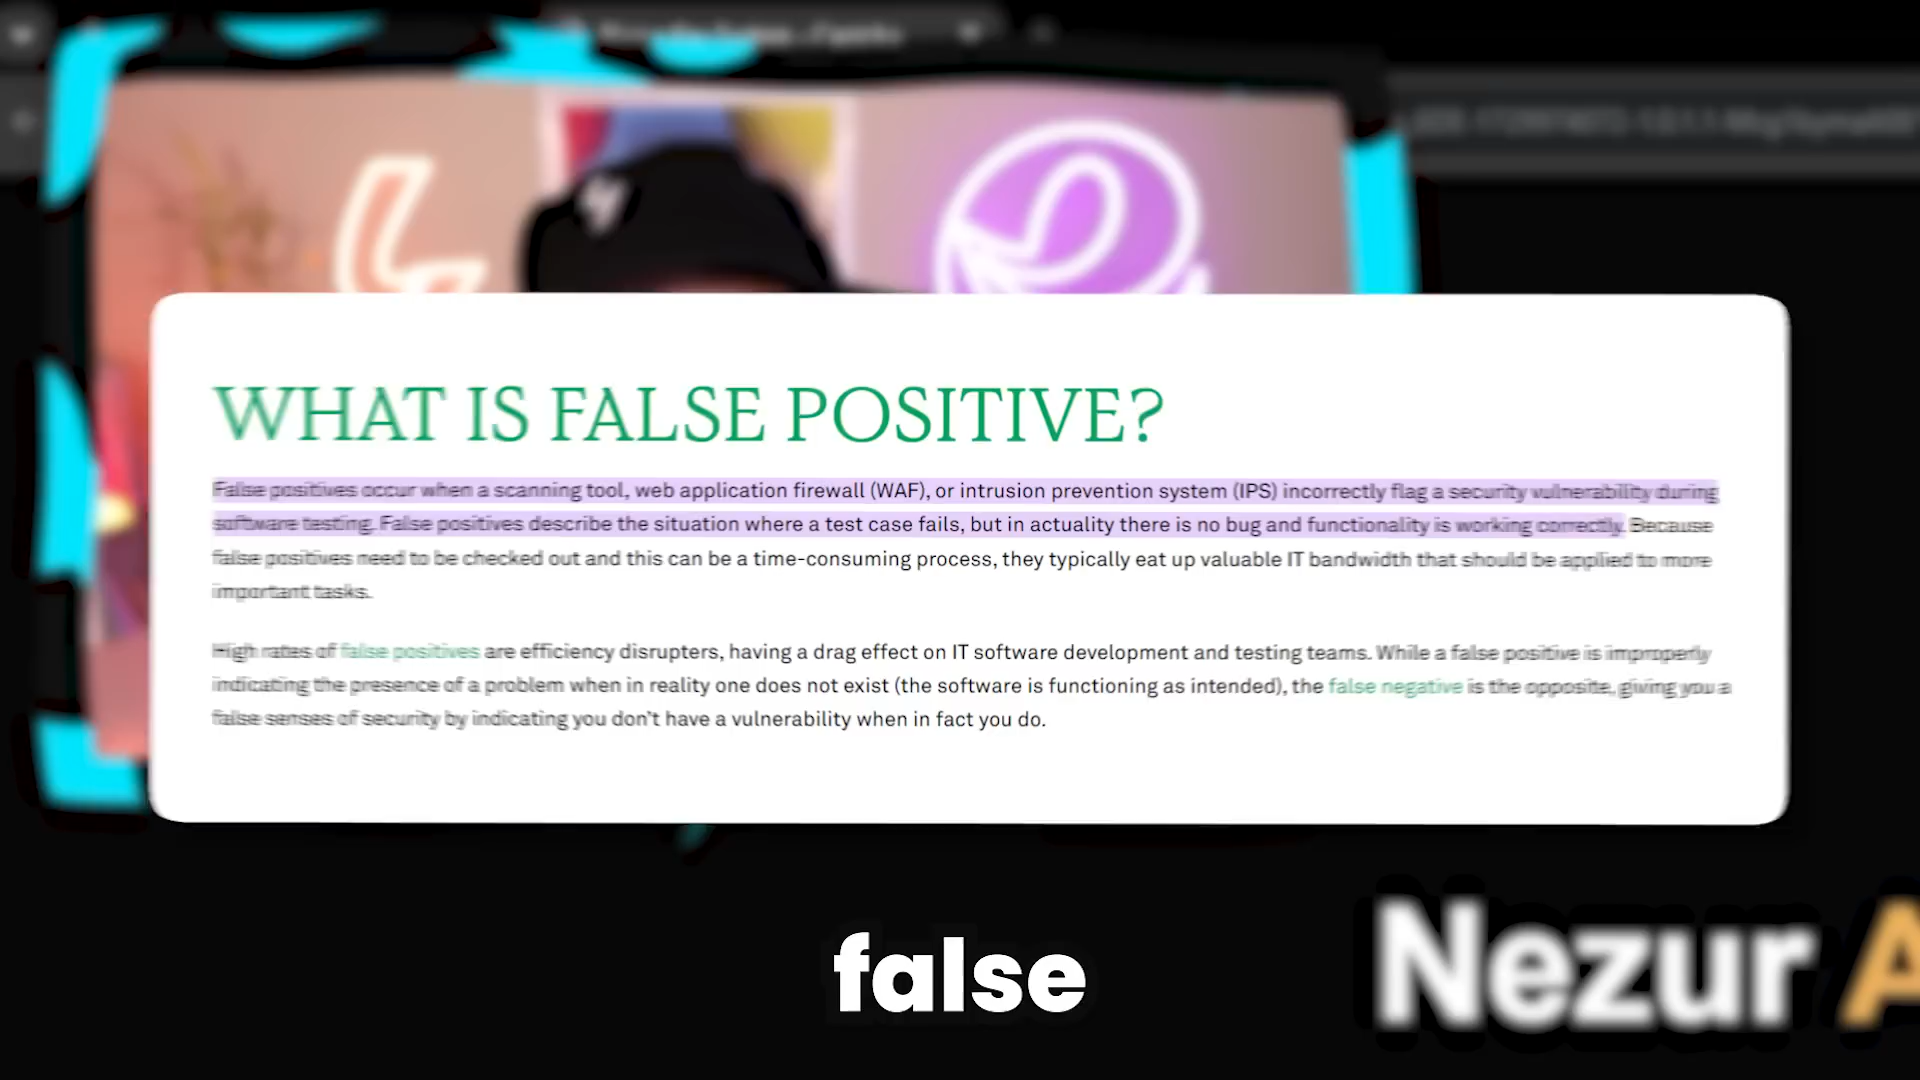 WHAT IS FALSE POSITIVE?
False positives occur when a scanning tool, web application firewall (WAF), or intrusion prevention system (IPS) incorrectly flag a security vulnerability during
software testing. False positives describe the situation where a test case fails, but in actuality there is no bug and functionality is working correctly. Because
false positives need to be checked out and this can be a time-consuming process, they typically eat up valuable IT bandwidth that should be applied to more
important tasks.
High rates of false positives are efficiency disrupters, having a drag effect on IT software development and testing teams. While a false positive is improperly
indicating the presence of a problem when in reality one does not exist (the software is functioning as intended), the false negative is the opposite, giving you a
false senses of security by indicating you don't have a vulnerability when in fact you do.
false
Nezur A